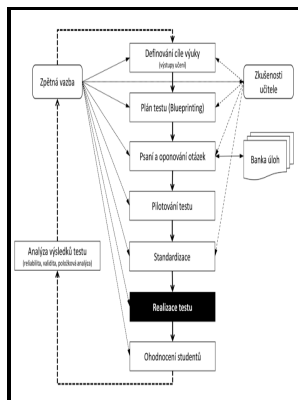 Definování cíle výuky
(výstupy učení)
Zpětná vazba
Zkušenosti
učitele
Plán testu (Blueprinting)
Psaní a oponování otázek
Banka úloh
Pilotování testu
Analýza výsledků testu
(reliabilita, validita, položková analýza)
Standardizace
Realizace testu
Ohodnocení studentů